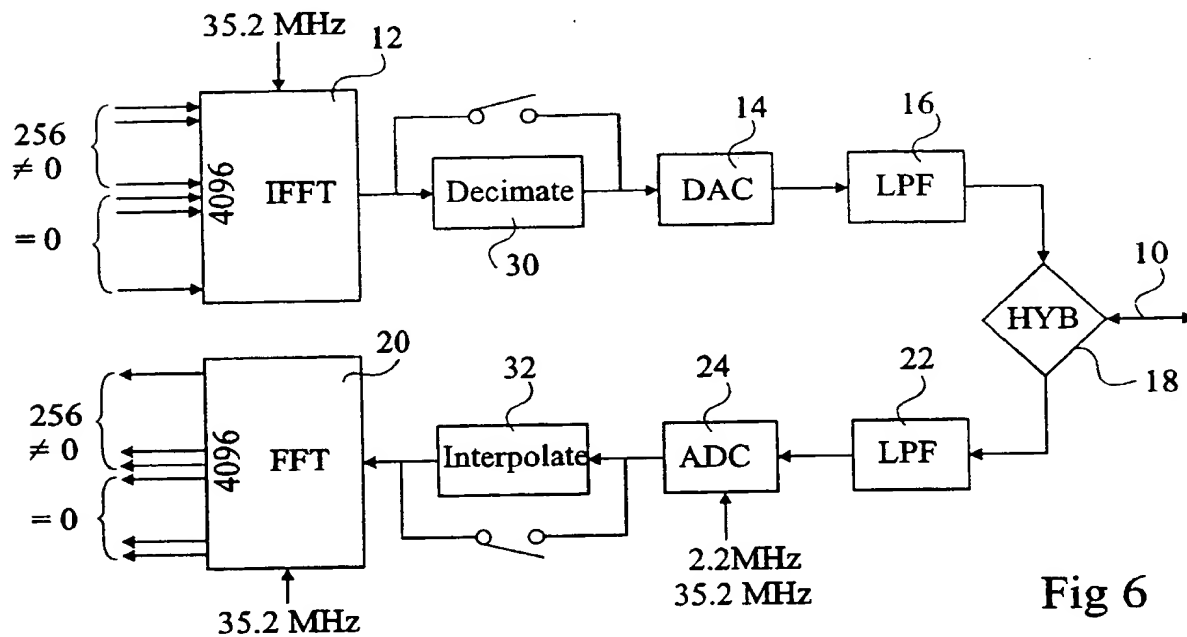 35.2 MHz
12
256
≠ 0
= 0
4096
IFFT
Decimate
30
14
DAC
16
LPF
10
HYB
18
20
256
≠ 0
= 0
4096
FFT
35.2 MHz
32
Interpolate
24
ADC
2.2MHz
35.2 MHz
22
LPF
Fig 6